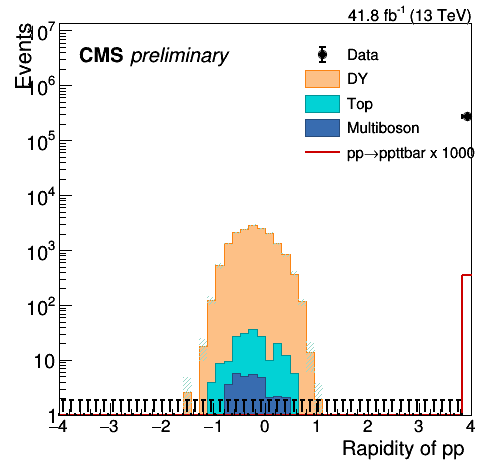 41.8 fb⁻¹ (13 TeV)
Events
CMS preliminary
Data
DY
Top
Multiboson
pp→ppttbar x 1000
10⁷
10⁶
10⁵
10⁴
10³
10²
10
1
−4 −3 −2 −1 0 1 2 3 4
Rapidity of pp